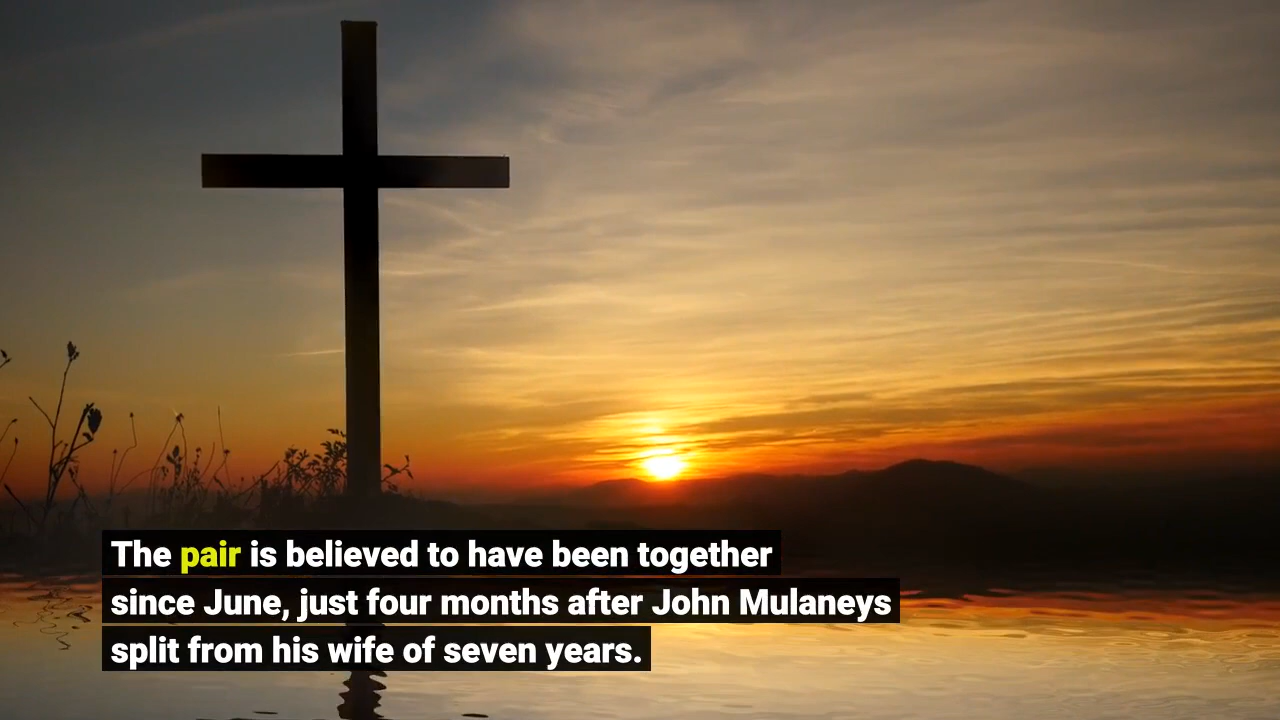 The pair is believed to have been together
since June, just four months after John Mulaneys
split from his wife of seven years.